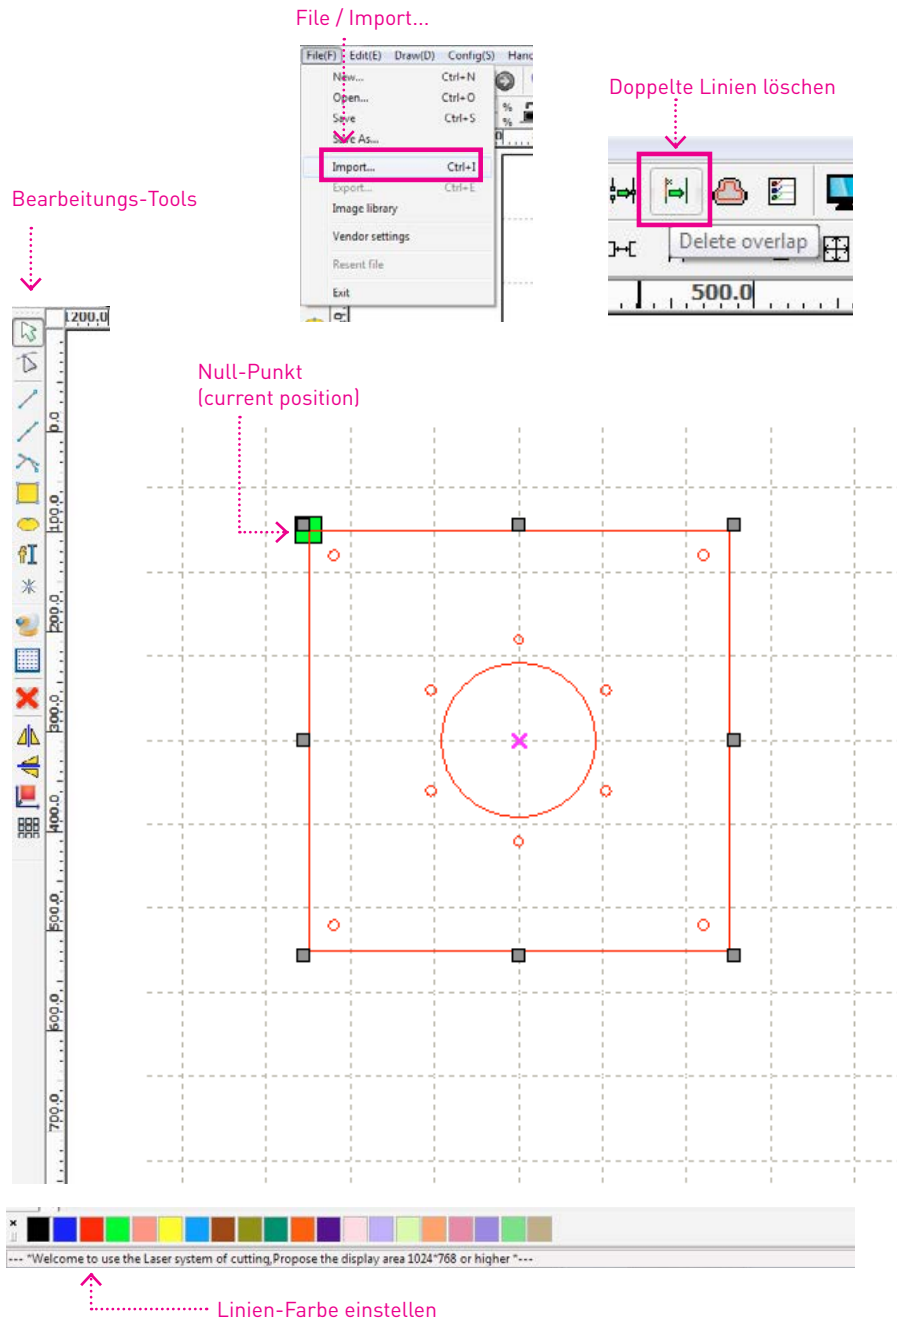 File / Import...
File(F) Edit(E) Draw(D) Config(S) Hand
New... Ctrl+N
Open... Ctrl+O
Save Ctrl+S
Save As...
Import... Ctrl+I
Export... Ctrl+E
Image library
Vendor settings
Resent file
Exit
%
%
Doppelte Linien löschen
Delete overlap
500.0
Bearbeitungs-Tools
1200.0
Null-Punkt
(current position)
0.0
100.0
200.0
300.0
400.0
500.0
600.0
700.0
--- *Welcome to use the Laser system of cutting,Propose the display area 1024*768 or higher *---
Linien-Farbe einstellen